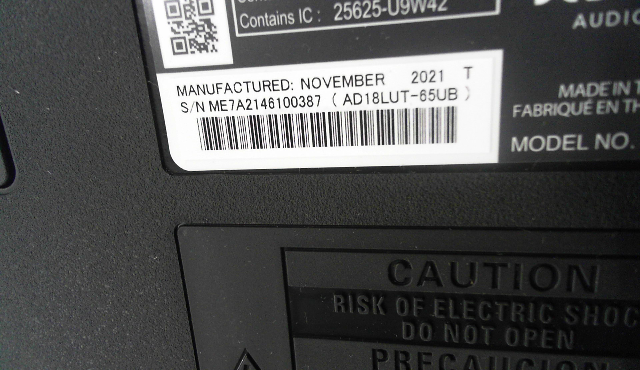 Contains IC : 25625-U9W42
AUDIO
MANUFACTURED: NOVEMBER 2021 T
S/N ME7A2146100387 ( AD18LUT-65UB )
MADE IN
FABRIQUÉ EN
MODEL NO.
CAUTION
RISK OF ELECTRIC SHOC
DO NOT OPEN
PRECAUCION